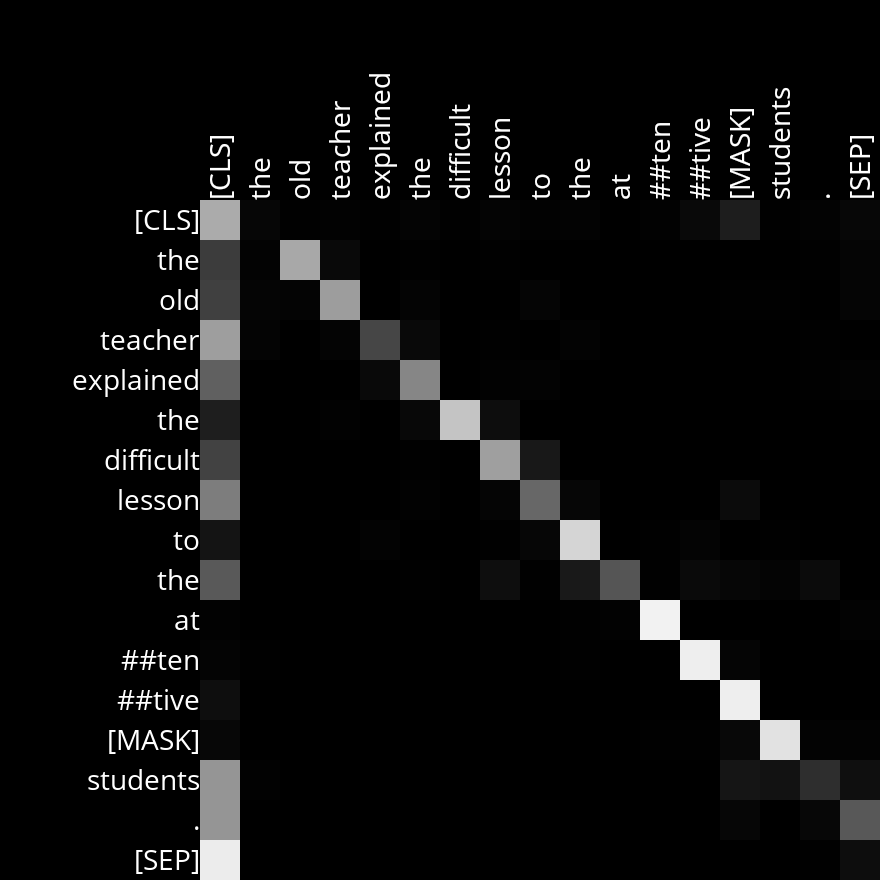 [CLS] the old teacher explained the difficult lesson to the at ##ten ##tive [MASK] students . [SEP]
[CLS]
the
old
teacher
explained
the
difficult
lesson
to
the
at
##ten
##tive
[MASK]
students
.
[SEP]